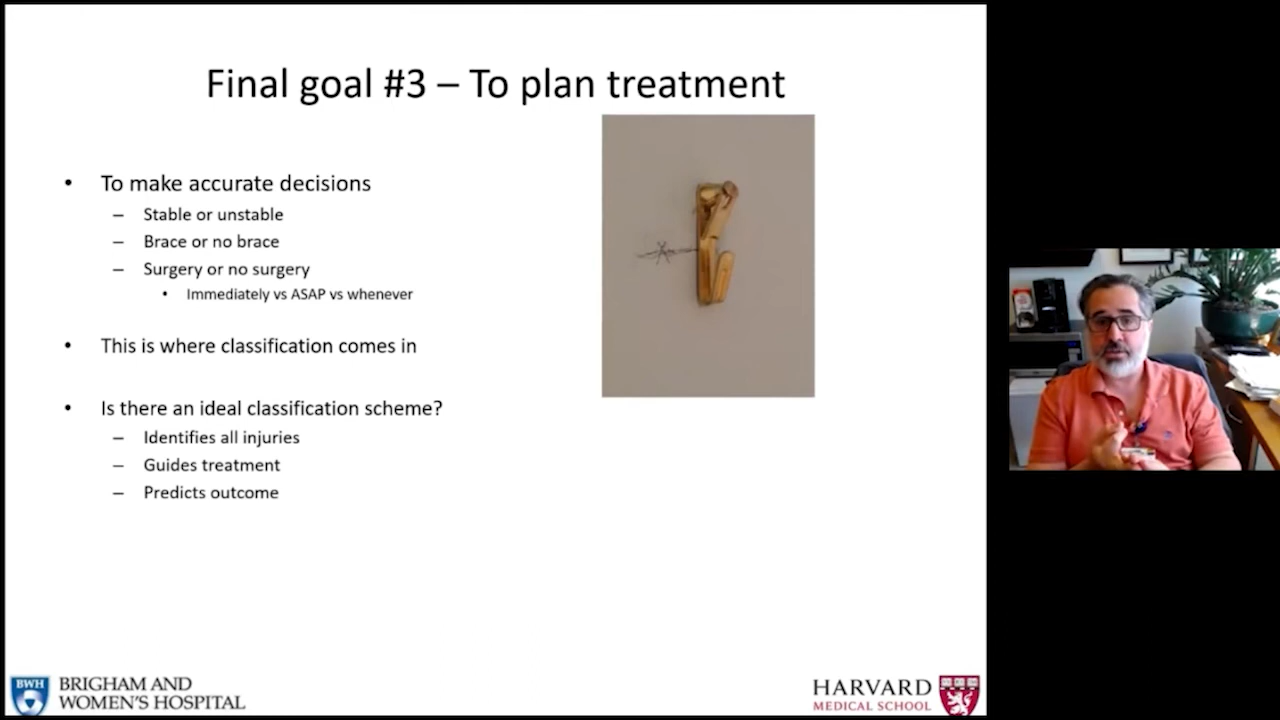 Final goal #3 – To plan treatment
• To make accurate decisions
– Stable or unstable
– Brace or no brace
– Surgery or no surgery
• Immediately vs ASAP vs whenever
• This is where classification comes in
• Is there an ideal classification scheme?
– Identifies all injuries
– Guides treatment
– Predicts outcome
BWH
BRIGHAM AND
WOMEN'S HOSPITAL
HARVARD
MEDICAL SCHOOL